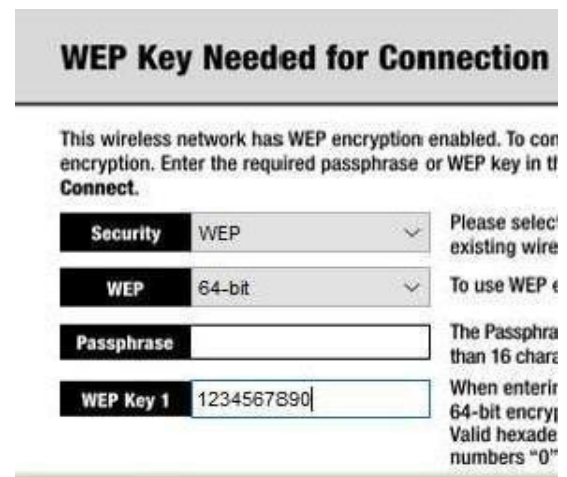 WEP Key Needed for Connection
This wireless network has WEP encryption enabled. To con
encryption. Enter the required passphrase or WEP key in th
Connect.
Security WEP Please selec
existing wire
WEP 64-bit To use WEP e
Passphrase The Passphra
than 16 chara
WEP Key 1 1234567890 When enterin
64-bit encryp
Valid hexade
numbers "0"